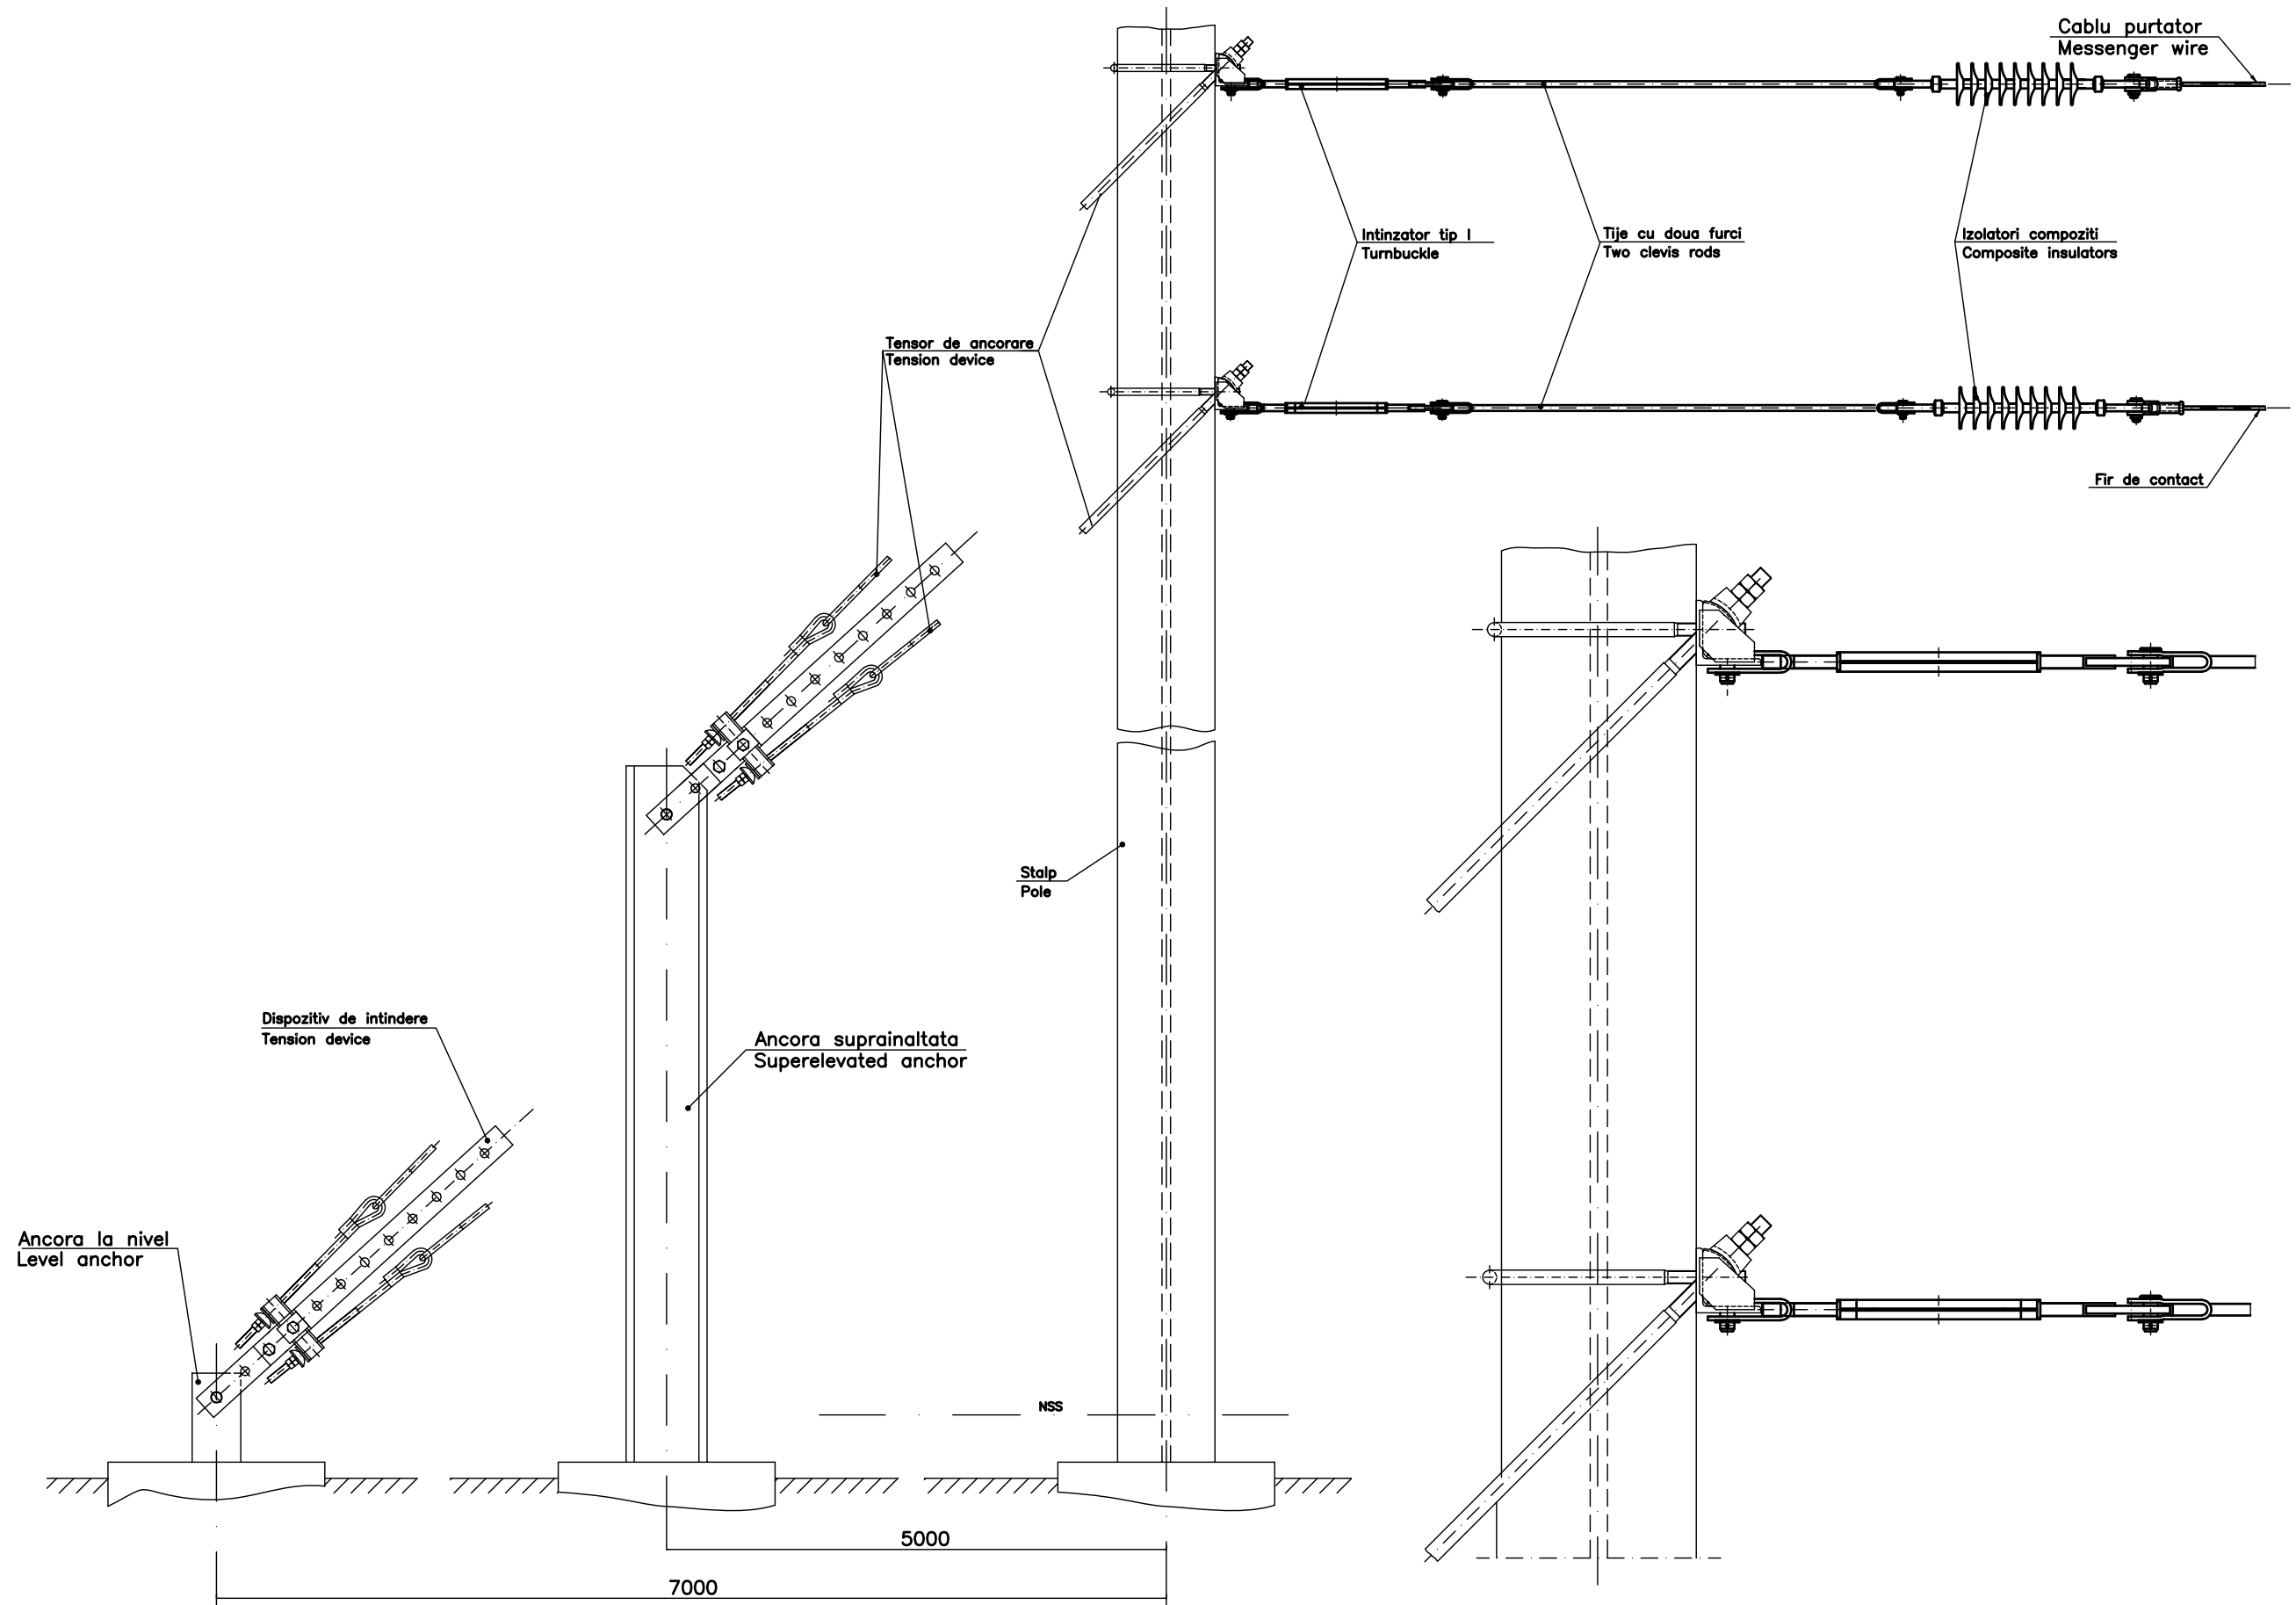 Cablu purtator
Messenger wire
Intinzator tip I
Turnbuckle
Tije cu doua furci
Two clevis rods
Izolatori compoziti
Composite insulators
Tensor de ancorare
Tension device
Fir de contact
Stalp
Pole
Dispozitiv de intindere
Tension device
Ancora suprainaltata
Superelevated anchor
Ancora la nivel
Level anchor
NSS
5000
7000